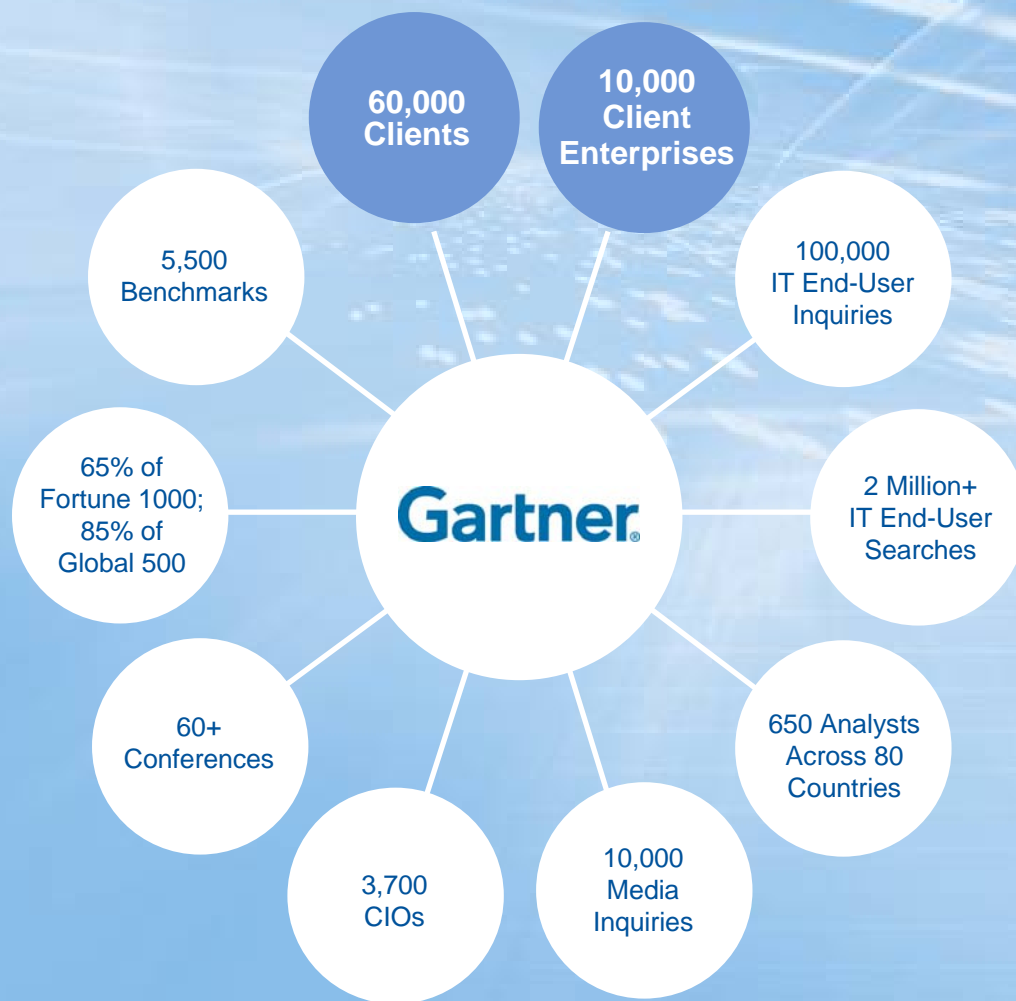 60,000
Clients
10,000
Client
Enterprises
100,000
IT End-User
Inquiries
2 Million+
IT End-User
Searches
650 Analysts
Across 80
Countries
10,000
Media
Inquiries
3,700
CIOs
60+
Conferences
65% of
Fortune 1000;
85% of
Global 500
5,500
Benchmarks
Gartner®